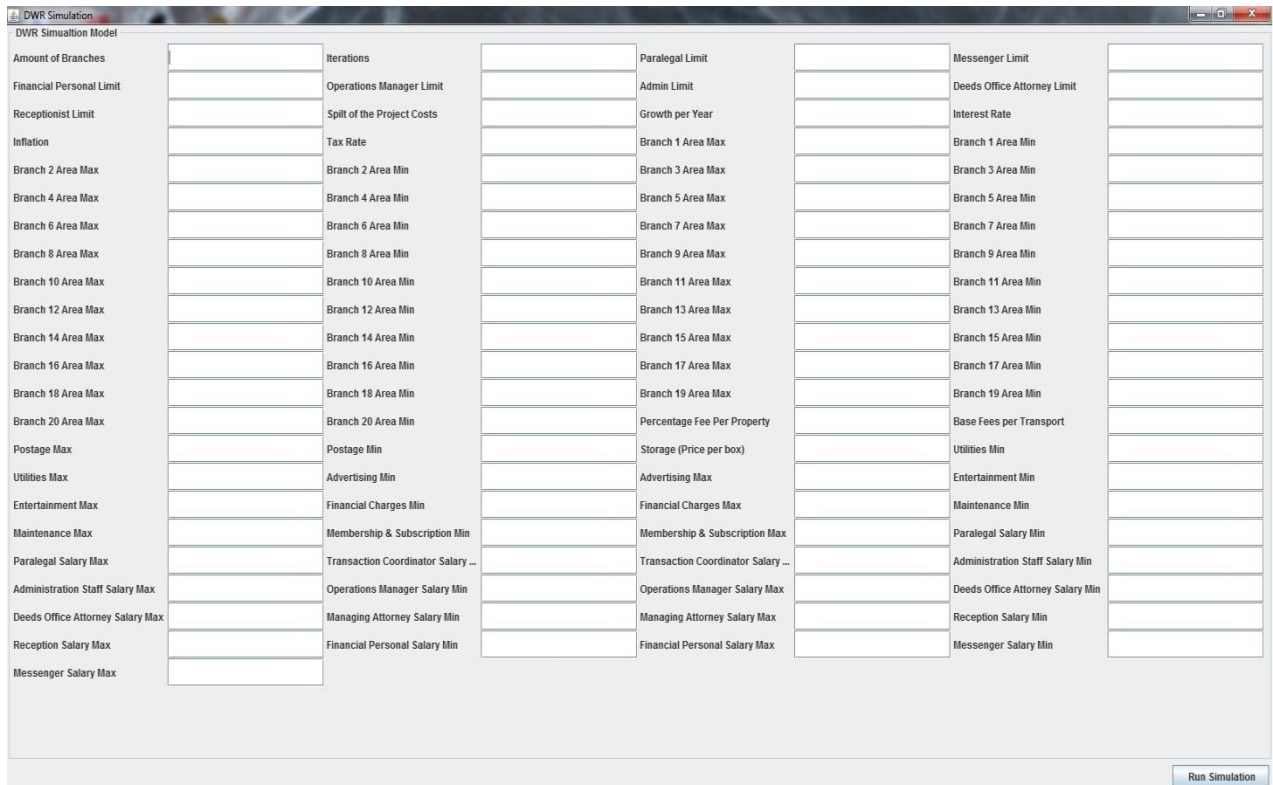 DWR Simulation
DWR Simualtion Model
Amount of Branches Iterations Paralegal Limit Messenger Limit
Financial Personal Limit Operations Manager Limit Admin Limit Deeds Office Attorney Limit
Receptionist Limit Spilt of the Project Costs Growth per Year Interest Rate
Inflation Tax Rate Branch 1 Area Max Branch 1 Area Min
Branch 2 Area Max Branch 2 Area Min Branch 3 Area Max Branch 3 Area Min
Branch 4 Area Max Branch 4 Area Min Branch 5 Area Max Branch 5 Area Min
Branch 6 Area Max Branch 6 Area Min Branch 7 Area Max Branch 7 Area Min
Branch 8 Area Max Branch 8 Area Min Branch 9 Area Max Branch 9 Area Min
Branch 10 Area Max Branch 10 Area Min Branch 11 Area Max Branch 11 Area Min
Branch 12 Area Max Branch 12 Area Min Branch 13 Area Max Branch 13 Area Min
Branch 14 Area Max Branch 14 Area Min Branch 15 Area Max Branch 15 Area Min
Branch 16 Area Max Branch 16 Area Min Branch 17 Area Max Branch 17 Area Min
Branch 18 Area Max Branch 18 Area Min Branch 19 Area Max Branch 19 Area Min
Branch 20 Area Max Branch 20 Area Min Percentage Fee Per Property Base Fees per Transport
Postage Max Postage Min Storage (Price per box) Utilities Min
Utilities Max Advertising Min Advertising Max Entertainment Min
Entertainment Max Financial Charges Min Financial Charges Max Maintenance Min
Maintenance Max Membership & Subscription Min Membership & Subscription Max Paralegal Salary Min
Paralegal Salary Max Transaction Coordinator Salary ... Transaction Coordinator Salary ... Administration Staff Salary Min
Administration Staff Salary Max Operations Manager Salary Min Operations Manager Salary Max Deeds Office Attorney Salary Min
Deeds Office Attorney Salary Max Managing Attorney Salary Min Managing Attorney Salary Max Reception Salary Min
Reception Salary Max Financial Personal Salary Min Financial Personal Salary Max Messenger Salary Min
Messenger Salary Max
Run Simulation